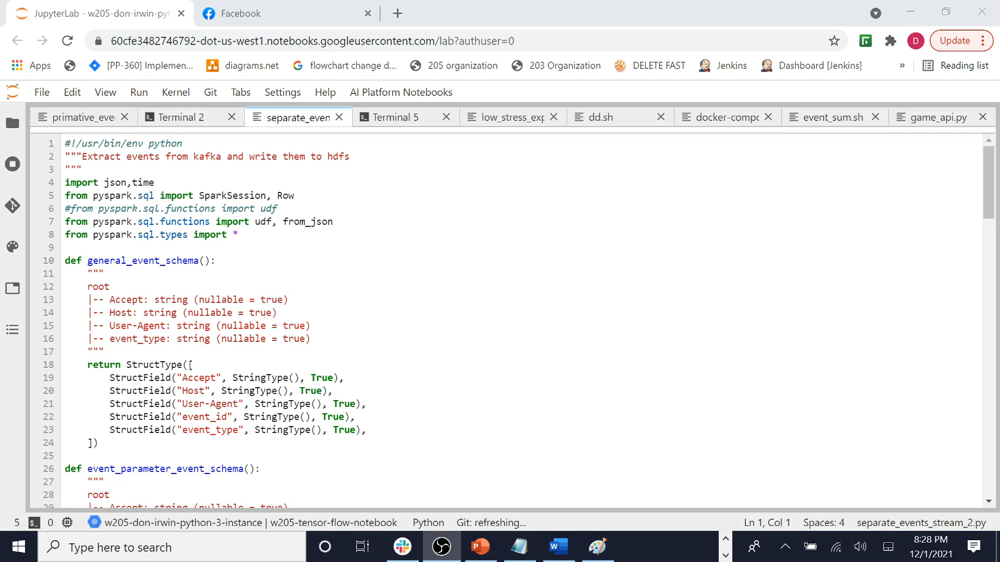 JupyterLab - w205-don-irwin-pyt
Facebook
60cfe3482746792-dot-us-west1.notebooks.googleusercontent.com/lab?authuser=0
D
Update
Apps
[PP-360] Implemen...
diagrams.net
flowchart change d...
205 organization
203 Organization
DELETE FAST
Jenkins
Dashboard [Jenkins]
»
Reading list
File Edit View Run Kernel Git Tabs Settings Help AI Platform Notebooks
primative_eve
Terminal 2
separate_even
Terminal 5
low_stress_exp
dd.sh
docker-compo
event_sum.sh
game_api.py
1 #!/usr/bin/env python
2 """Extract events from kafka and write them to hdfs
3 """
4 import json,time
5 from pyspark.sql import SparkSession, Row
6 #from pyspark.sql.functions import udf
7 from pyspark.sql.functions import udf, from_json
8 from pyspark.sql.types import *
9
10 def general_event_schema():
11     """
12     root
13     |-- Accept: string (nullable = true)
14     |-- Host: string (nullable = true)
15     |-- User-Agent: string (nullable = true)
16     |-- event_type: string (nullable = true)
17     """
18     return StructType([
19         StructField("Accept", StringType(), True),
20         StructField("Host", StringType(), True),
21         StructField("User-Agent", StringType(), True),
22         StructField("event_id", StringType(), True),
23         StructField("event_type", StringType(), True),
24     ])
25
26 def event_parameter_event_schema():
27     """
28     root
29     |-- Accept: string (nullable = true)
5 0 w205-don-irwin-python-3-instance | w205-tensor-flow-notebook Python Git: refreshing... Ln 1, Col 1 Spaces: 4 separate_events_stream_2.py
Type here to search
8:28 PM
12/1/2021